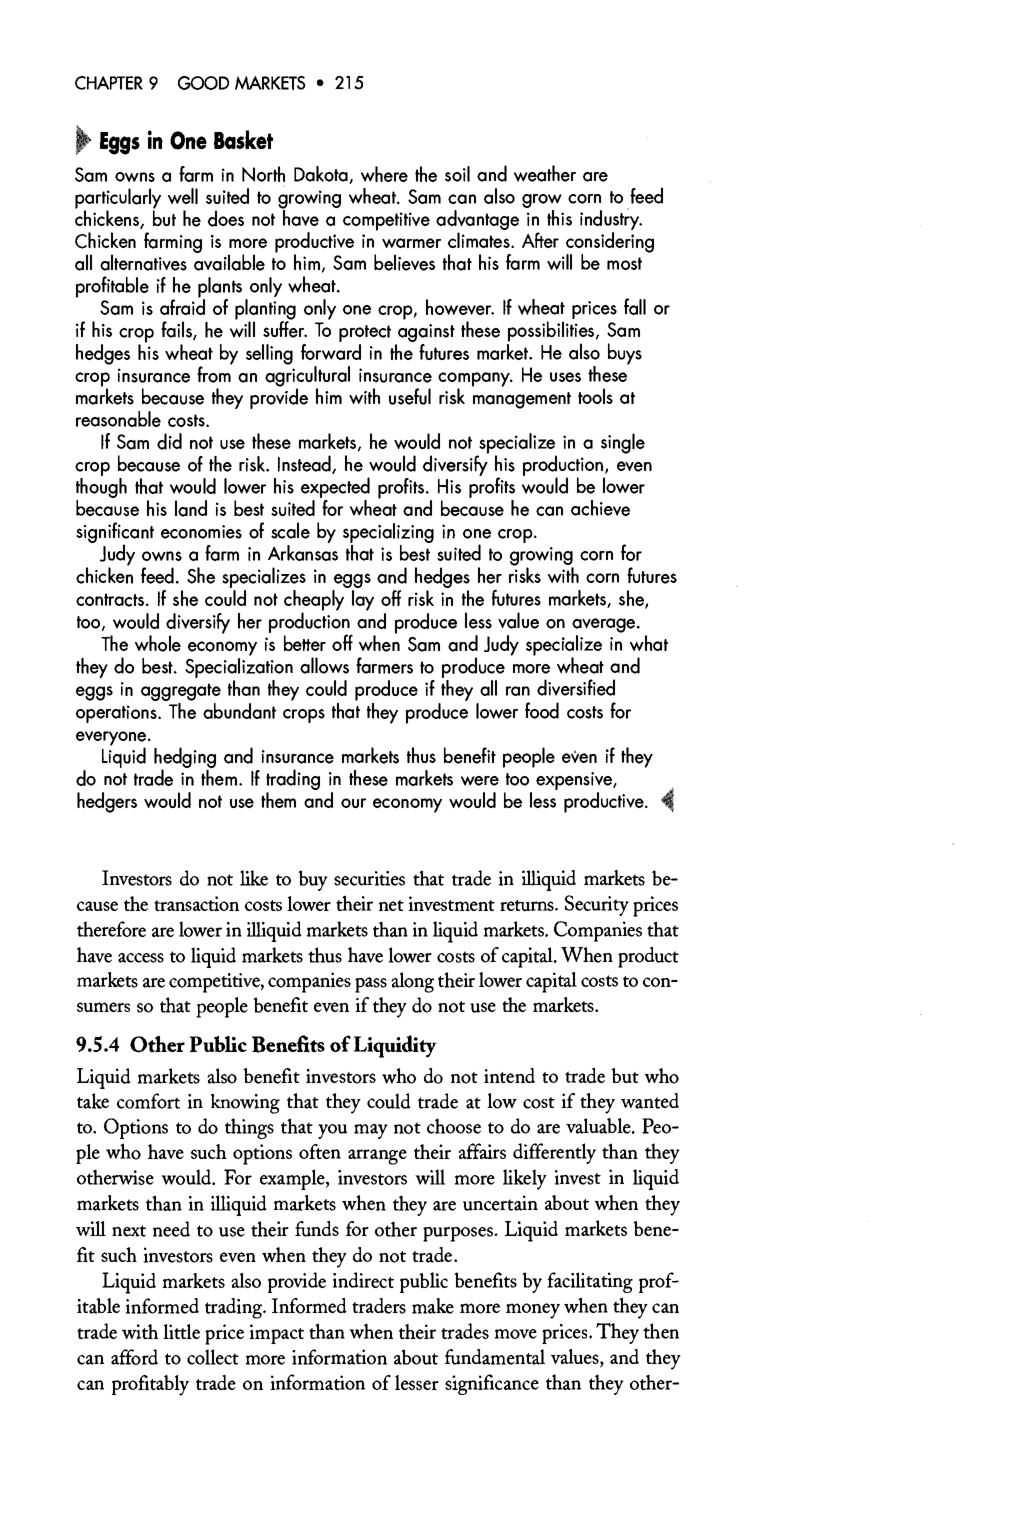 CHAPTER 9 GOOD MARKETS • 215
Eggs in One Basket
Sam owns a farm in North Dakota, where the soil and weather are
particularly well suited to growing wheat. Sam can also grow corn to feed
chickens, but he does not have a competitive advantage in this industry.
Chicken farming is more productive in warmer climates. After considering
all alternatives available to him, Sam believes that his farm will be most
profitable if he plants only wheat.
Sam is afraid of planting only one crop, however. If wheat prices fall or
if his crop fails, he will suffer. To protect against these possibilities, Sam
hedges his wheat by selling forward in the futures market. He also buys
crop insurance from an agricultural insurance company. He uses these
markets because they provide him with useful risk management tools at
reasonable costs.
If Sam did not use these markets, he would not specialize in a single
crop because of the risk. Instead, he would diversify his production, even
though that would lower his expected profits. His profits would be lower
because his land is best suited for wheat and because he can achieve
significant economies of scale by specializing in one crop.
Judy owns a farm in Arkansas that is best suited to growing corn for
chicken feed. She specializes in eggs and hedges her risks with corn futures
contracts. If she could not cheaply lay off risk in the futures markets, she,
too, would diversify her production and produce less value on average.
The whole economy is better off when Sam and Judy specialize in what
they do best. Specialization allows farmers to produce more wheat and
eggs in aggregate than they could produce if they all ran diversified
operations. The abundant crops that they produce lower food costs for
everyone.
Liquid hedging and insurance markets thus benefit people even if they
do not trade in them. If trading in these markets were too expensive,
hedgers would not use them and our economy would be less productive.
Investors do not like to buy securities that trade in illiquid markets be-
cause the transaction costs lower their net investment returns. Security prices
therefore are lower in illiquid markets than in liquid markets. Companies that
have access to liquid markets thus have lower costs of capital. When product
markets are competitive, companies pass along their lower capital costs to con-
sumers so that people benefit even if they do not use the markets.
9.5.4 Other Public Benefits of Liquidity
Liquid markets also benefit investors who do not intend to trade but who
take comfort in knowing that they could trade at low cost if they wanted
to. Options to do things that you may not choose to do are valuable. Peo-
ple who have such options often arrange their affairs differently than they
otherwise would. For example, investors will more likely invest in liquid
markets than in illiquid markets when they are uncertain about when they
will next need to use their funds for other purposes. Liquid markets bene-
fit such investors even when they do not trade.
Liquid markets also provide indirect public benefits by facilitating prof-
itable informed trading. Informed traders make more money when they can
trade with little price impact than when their trades move prices. They then
can afford to collect more information about fundamental values, and they
can profitably trade on information of lesser significance than they other-